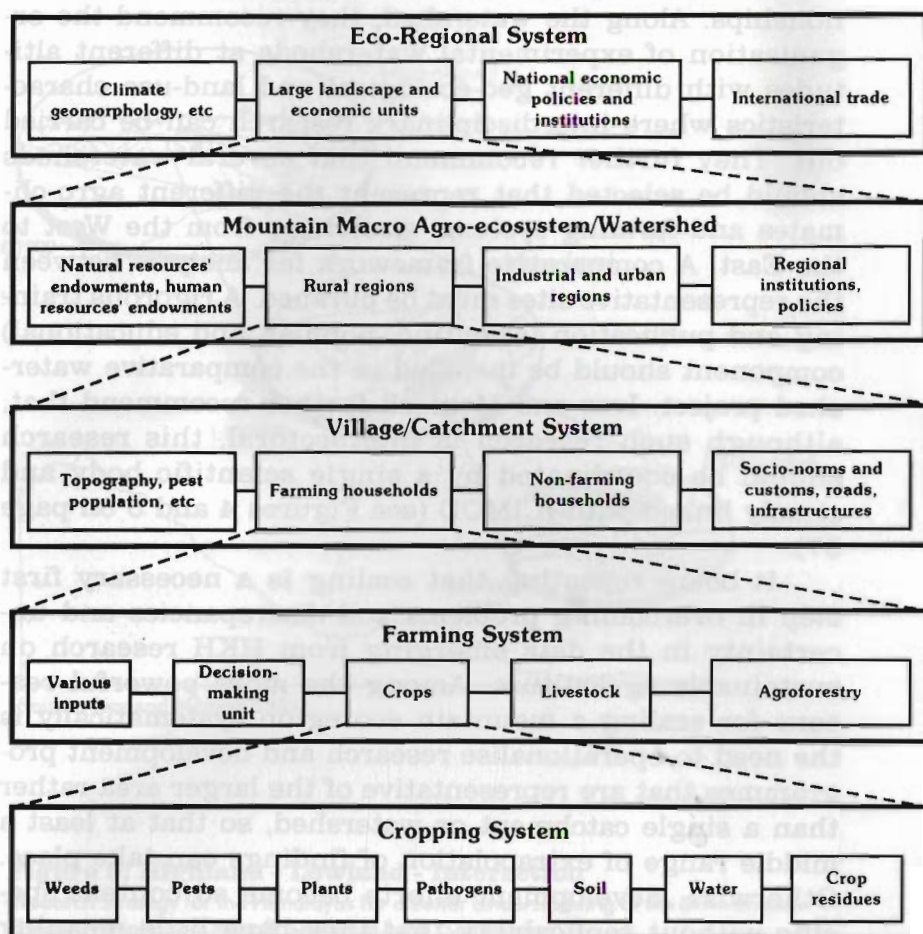 Eco-Regional System
Climate
geomorphology, etc
Large landscape and
economic units
National economic
policies and
institutions
International trade
Mountain Macro Agro-ecosystem/Watershed
Natural resources'
endowments, human
resources' endowments
Rural regions
Industrial and urban
regions
Regional
institutions,
policies
Village/Catchment System
Topography, pest
populations etc
Farming households
Non-farming
households
Socio-norms and
customs, roads,
infrastructures
Farming System
Various
inputs
Decision-
making
unit
Crops
Livestock
Agroforestry
Cropping System
Weeds
Pests
Plants
Pathogens
Soil
Water
Crop
residues